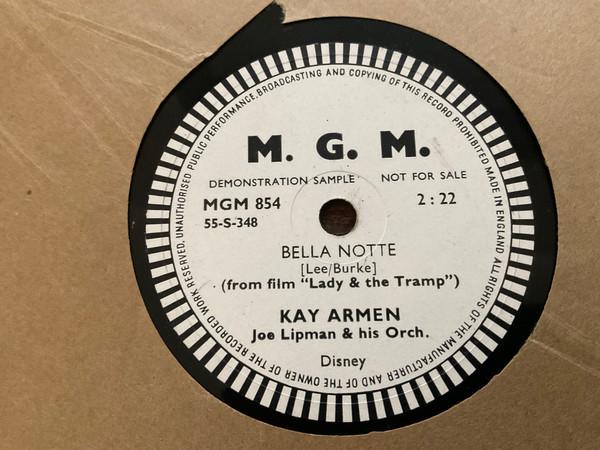 M. G. M.
DEMONSTRATION SAMPLE · NOT FOR SALE
MGM 854 2 : 22
55-S-348
BELLA NOTTE
[Lee/Burke]
(from film "Lady & the Tramp")
KAY ARMEN
Joe Lipman & his Orch.
Disney
MADE IN ENGLAND ALL RIGHTS OF THE MANUFACTURER AND OF THE OWNER OF THE RECORDED WORK RESERVED. UNAUTHORISED PUBLIC PERFORMANCE, BROADCASTING AND COPYING OF THIS RECORD PROHIBITED